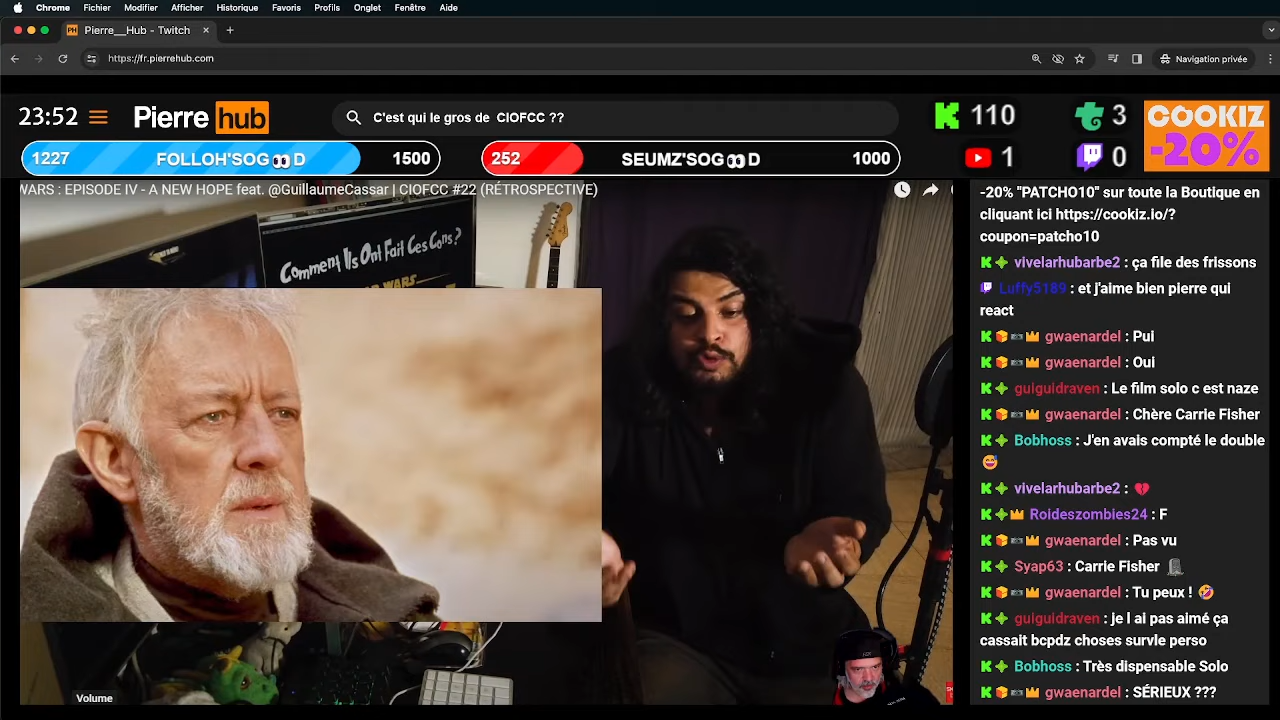 Chrome Fichier Modifier Afficher Historique Favoris Profils Onglet Fenêtre Aide
PH Pierre__Hub - Twitch
https://fr.pierrehub.com
Navigation privée
23:52 Pierre hub
C'est qui le gros de CIOFCC ??
110 3
1 0
COOKIZ
-20%
1227 FOLLOH'SOG👀D 1500
252 SEUMZ'SOG👀D 1000
WARS : EPISODE IV - A NEW HOPE feat. @GuillaumeCassar | CIOFCC #22 (RÉTROSPECTIVE)
Comment Ils Ont Fait Ces Cons?
STAR WARS
Volume
-20% "PATCHO10" sur toute la Boutique en
cliquant ici https://cookiz.io/?
coupon=patcho10
vivelarhubarbe2 : ça file des frissons
Luffy5189 : et j'aime bien pierre qui
react
gwaenardel : Pui
gwaenardel : Oui
guiguidraven : Le film solo c est naze
gwaenardel : Chère Carrie Fisher
Bobhoss : J'en avais compté le double
😅
vivelarhubarbe2 : 💔
Roideszombies24 : F
gwaenardel : Pas vu
Syap63 : Carrie Fisher 🪦
gwaenardel : Tu peux ! 🤣
guiguidraven : je l ai pas aimé ça
cassait bcpdz choses survle perso
Bobhoss : Très dispensable Solo
gwaenardel : SÉRIEUX ???